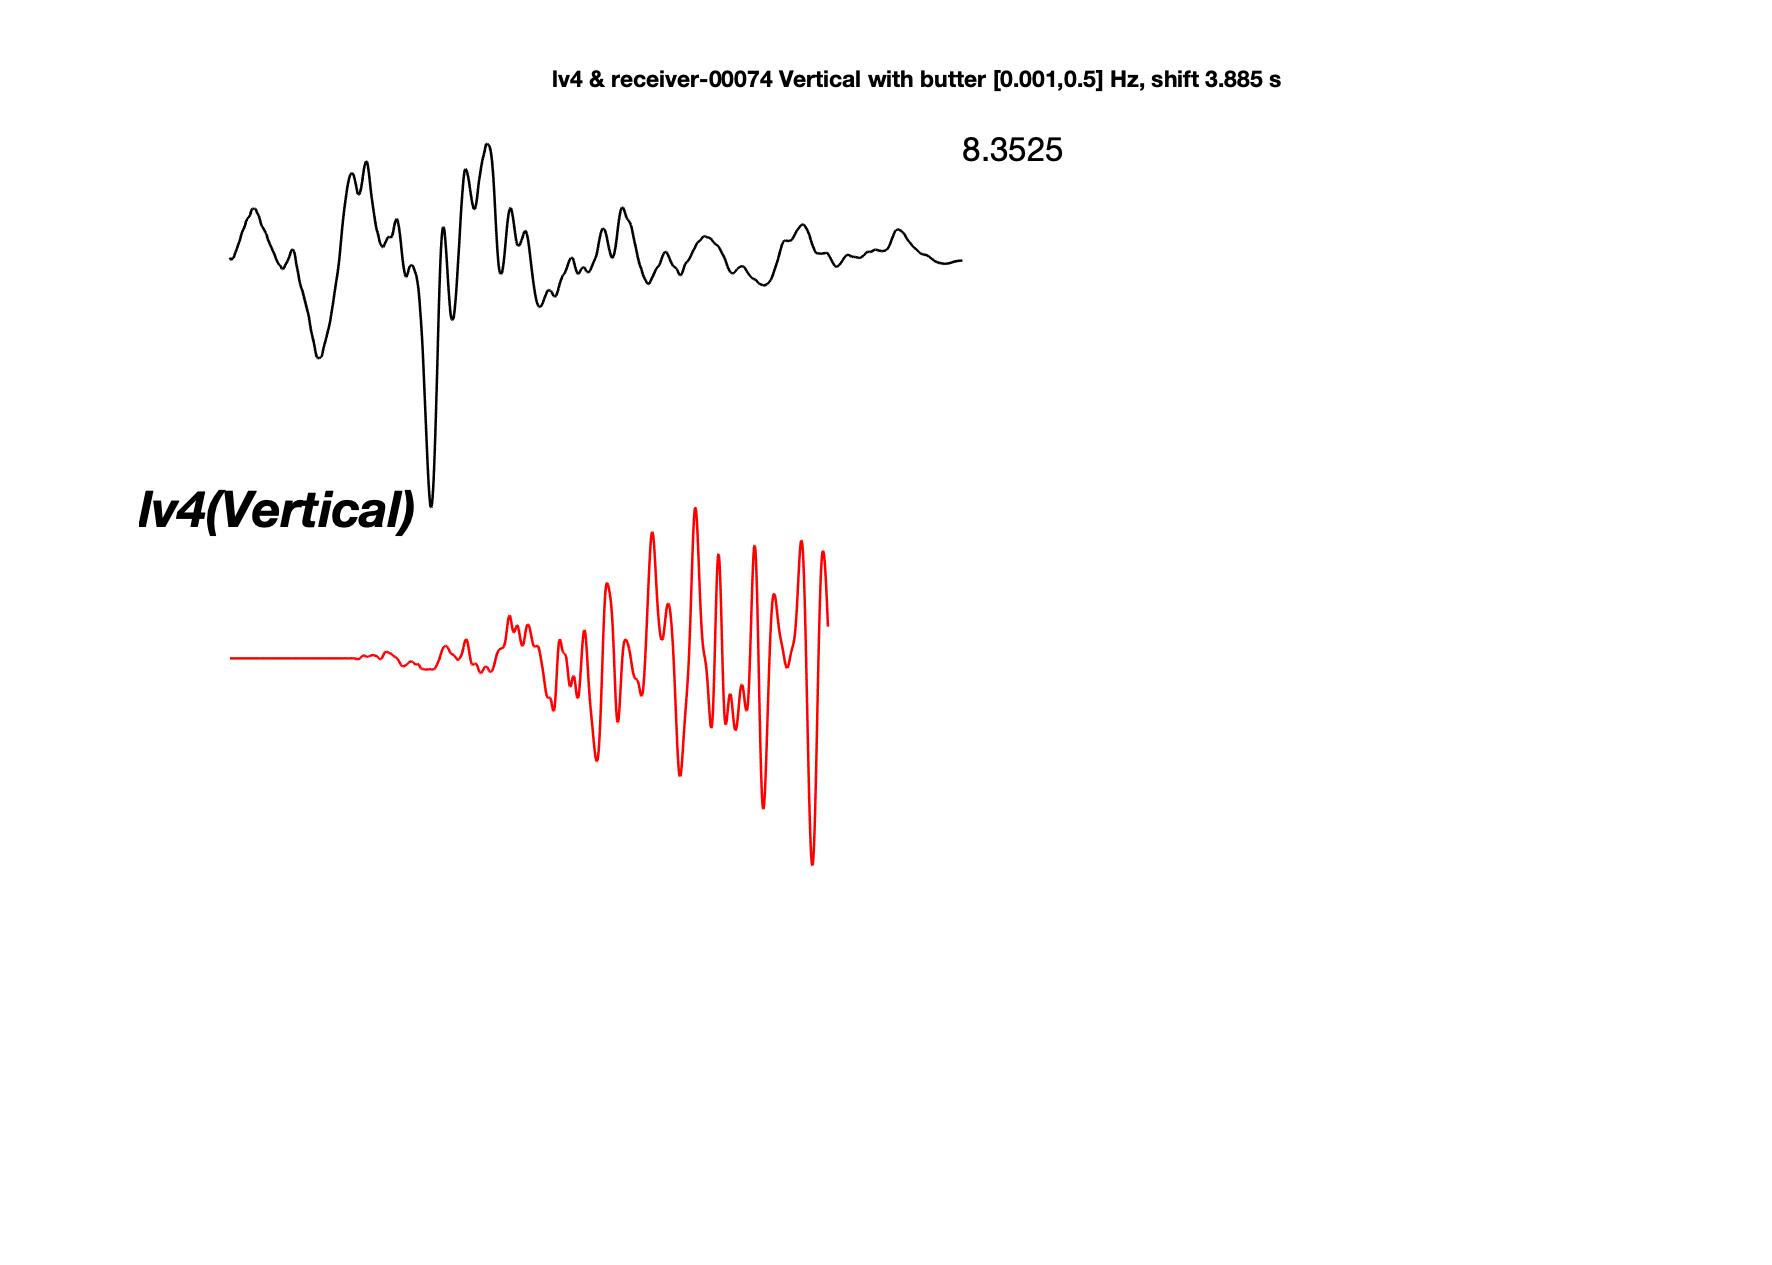 lv4 & receiver-00074 Vertical with butter [0.001,0.5] Hz, shift 3.885 s
8.3525
lv4(Vertical)